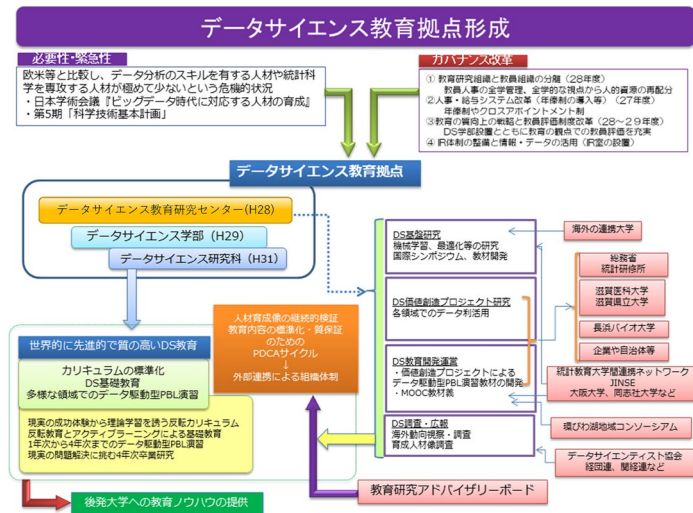 データサイエンス教育拠点形成
必要性・緊急性
欧米等と比較し、データ分析のスキルを有する人材や統計科
学を専攻する人材が極めて少ないという危機的状況
・日本学術会議『ビッグデータ時代に対応する人材の育成』
・第5期「科学技術基本計画」
ガバナンス改革
① 教育研究組織と教員組織の分離（28年度）
教員人事の全学管理、全学的な視点から人的資源の再配分
②人事・給与システム改革（年俸制の導入等）（27年度）
年俸制やクロスアポイントメント制
③教育の質向上の戦略と教員評価制度改革（28～29年度）
DS学部設置とともに教育の観点での教員評価を充実
④ IR体制の整備と情報・データの活用（IR室の設置）
データサイエンス教育拠点
データサイエンス教育研究センター(H28)
データサイエンス学部（H29）
データサイエンス研究科（H31）
DS基盤研究
機械学習、最適化等の研究
国際シンポジウム、教材開発
DS価値創造プロジェクト研究
各領域でのデータ利活用
DS教育開発運営
・価値創造プロジェクトによる
データ駆動型PBL演習教材の開発
・MOOC教材義
DS調査・広報
海外動向視察・調査
育成人材像調査
海外の連携大学
総務省
統計研修所
滋賀医科大学
滋賀県立大学
長浜バイオ大学
企業や自治体等
統計教育大学間連携ネットワーク
JINSE
大阪大学、同志社大学など
環びわ湖地域コンソーシアム
データサイエンティスト協会
経団連、関経連など
人材育成像の継続的検証
教育内容の標準化・質保証
のための
PDCAサイクル
↓
外部連携による組織体制
世界的に先進的で質の高いDS教育
カリキュラムの標準化
DS基礎教育
多様な領域でのデータ駆動型PBL演習
現実の成功体験から理論学習を誘う反転カリキュラム
反転教育とアクティブラーニングによる基礎教育
1年次から4年次までのデータ駆動型PBL演習
現実の問題解決に挑む4年次卒業研究
教育研究アドバイザリーボード
後発大学への教育ノウハウの提供